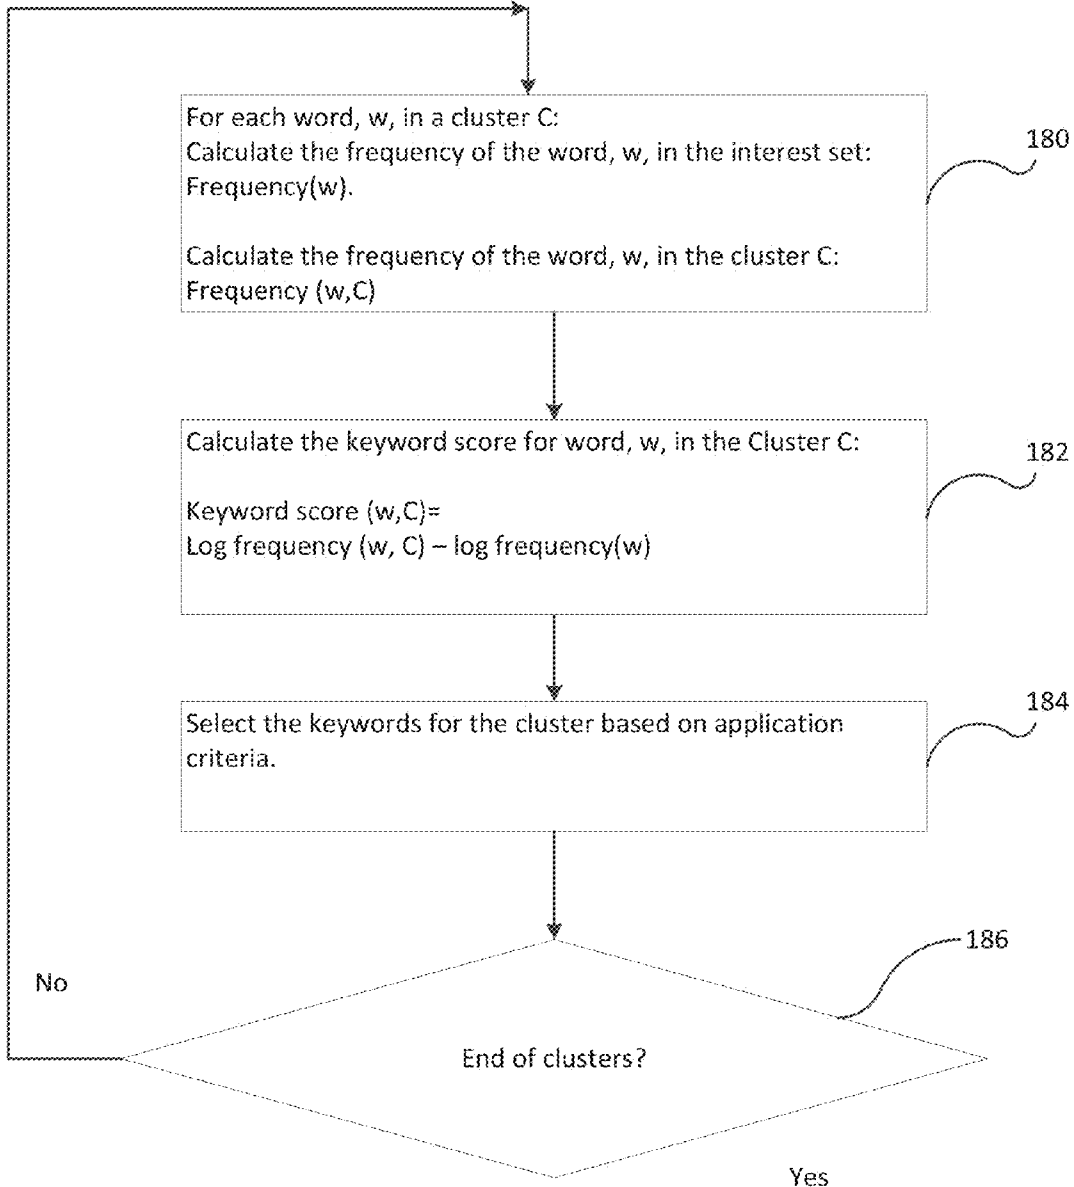 For each word, w, in a cluster C:
Calculate the frequency of the word, w, in the interest set:
Frequency(w).
Calculate the frequency of the word, w, in the cluster C:
Frequency (w,C)
180
Calculate the keyword score for word, w, in the Cluster C:
Keyword score (w,C)=
Log frequency (w, C) – log frequency(w)
182
Select the keywords for the cluster based on application
criteria.
184
186
No
End of clusters?
Yes